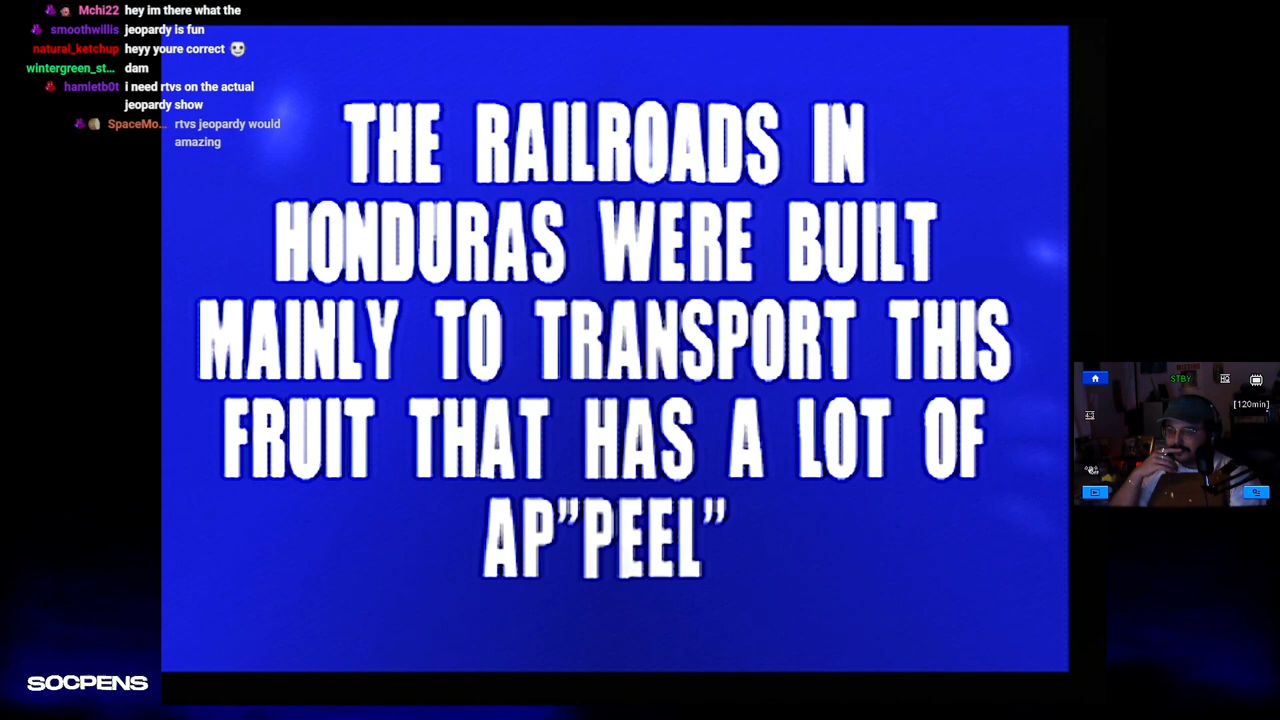 Mchi22 hey im there what the
smoothwillis jeopardy is fun
natural_ketchup heyy youre correct
wintergreen_st... dam
hamletb0t i need rtvs on the actual
jeopardy show
SpaceMo... rtvs jeopardy would
amazing
THE RAILROADS IN
HONDURAS WERE BUILT
MAINLY TO TRANSPORT THIS
FRUIT THAT HAS A LOT OF
AP"PEEL"
STBY
[120min]
SOCPENS